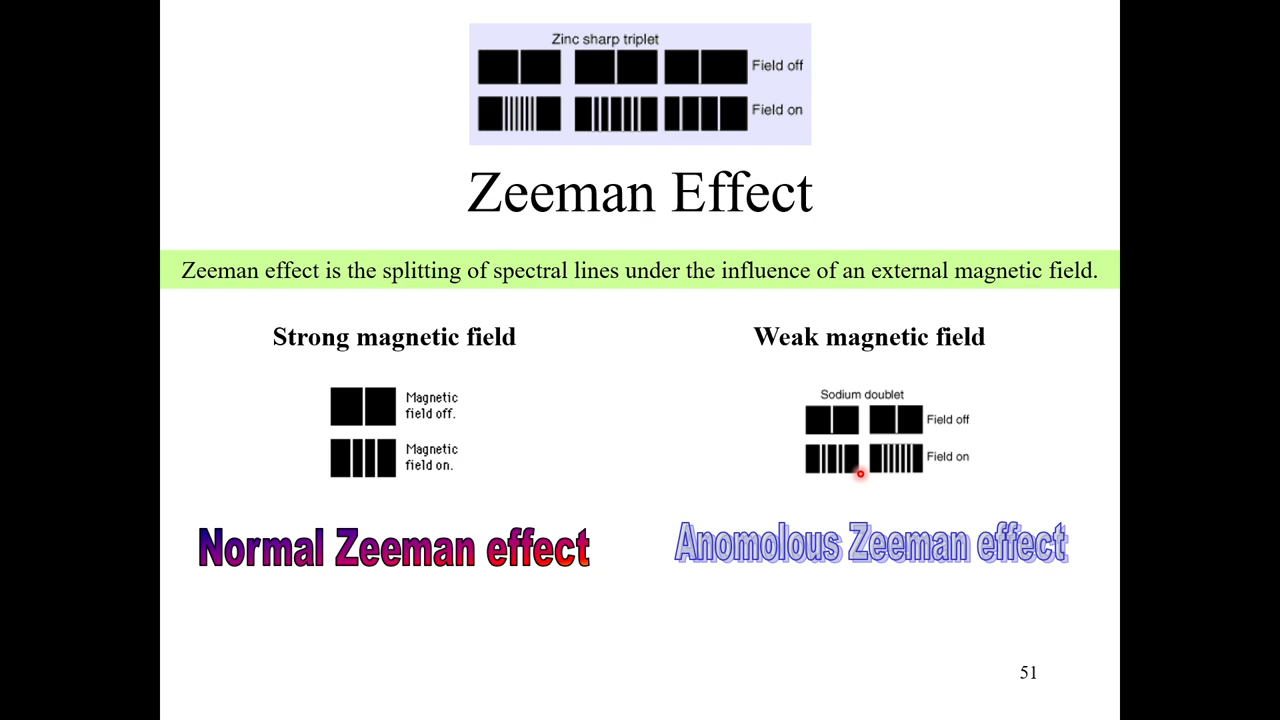 Zinc sharp triplet
Field off
Field on
Zeeman Effect
Zeeman effect is the splitting of spectral lines under the influence of an external magnetic field.
Strong magnetic field
Magnetic
field off.
Magnetic
field on.
Normal Zeeman effect
Weak magnetic field
Sodium doublet
Field off
Field on
Anomolous Zeeman effect
51